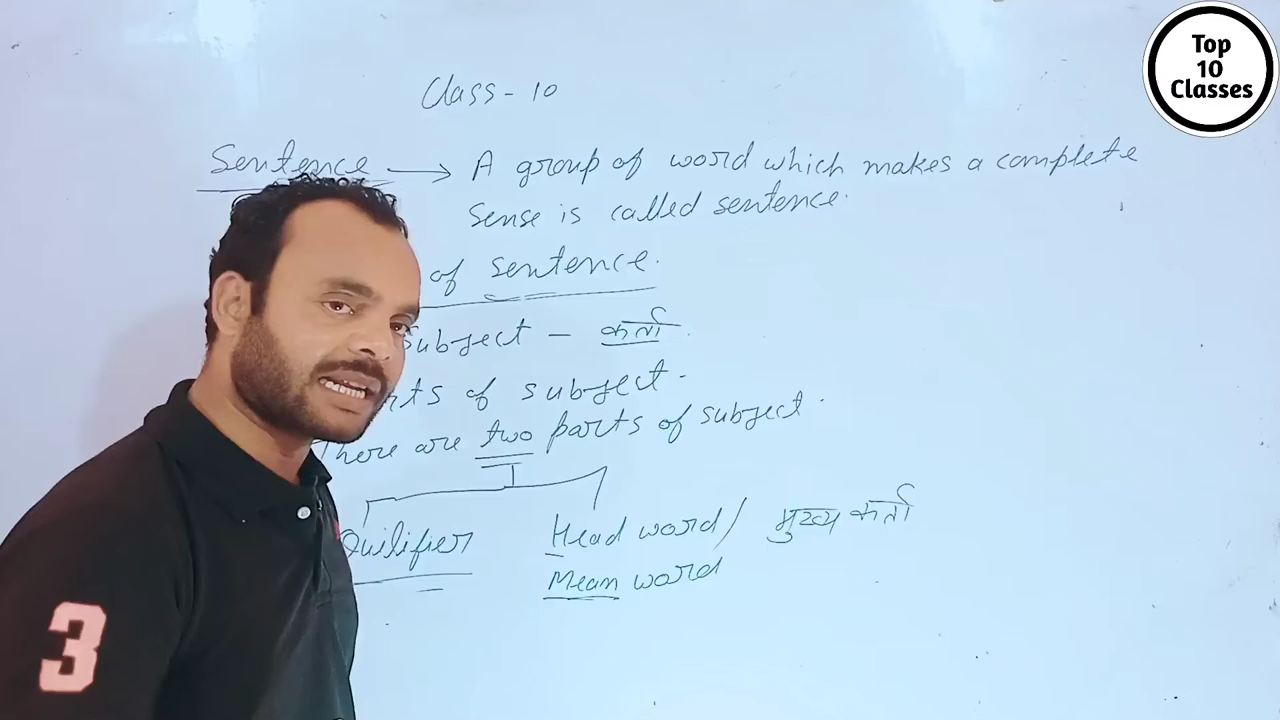 Top
10
Classes
Class - 10
Sentence → A group of word which makes a complete
sense is called sentence.
of sentence.
Subject - कर्ता.
of subject.
There are two parts of subject.
Quilifier Head word/ मुख्य कर्ता
Mean word
3